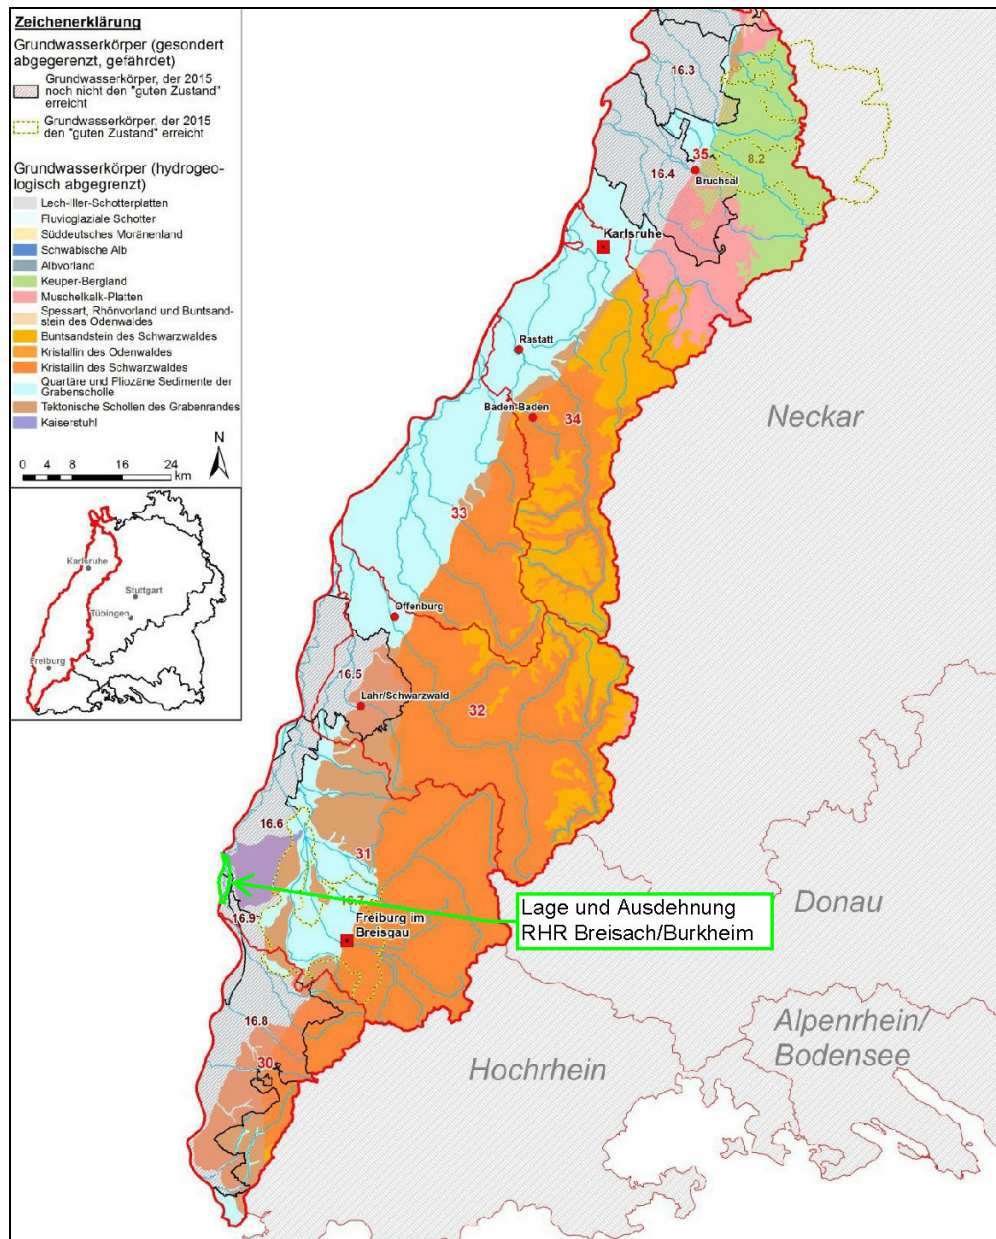 Zeichenerklärung
Grundwasserkörper (gesondert
abgegerenzt, gefährdet)
Grundwasserkörper, der 2015
noch nicht den "guten Zustand"
erreicht
Grundwasserkörper, der 2015
den "guten Zustand" erreicht
Grundwasserkörper (hydrogeo-
logisch abgegrenzt)
Lech-Iller-Schotterplatten
Fluvioglaziale Schotter
Süddeutsches Moränenland
Schwäbische Alb
Albvorland
Keuper-Bergland
Muschelkalk-Platten
Spessart, Rhönvorland und Buntsand-
stein des Odenwaldes
Buntsandstein des Schwarzwaldes
Kristallin des Odenwaldes
Kristallin des Schwarzwaldes
Quartäre und Pliozäne Sedimente der
Grabenscholle
Tektonische Schollen des Grabenrandes
Kaiserstuhl
N
0 4 8 16 24
km
Karlsruhe
Stuttgart
Tübingen
Freiburg
16.3
35
8.2
16.4
Bruchsal
Karlsruhe
Rastatt
Baden-Baden
34
Neckar
33
Offenburg
16.5
Lahr/Schwarzwald
32
16.6
31
16.7
16.9
Freiburg im
Breisgau
Lage und Ausdehnung
RHR Breisach/Burkheim
Donau
16.8
30
Hochrhein
Alpenrhein/
Bodensee